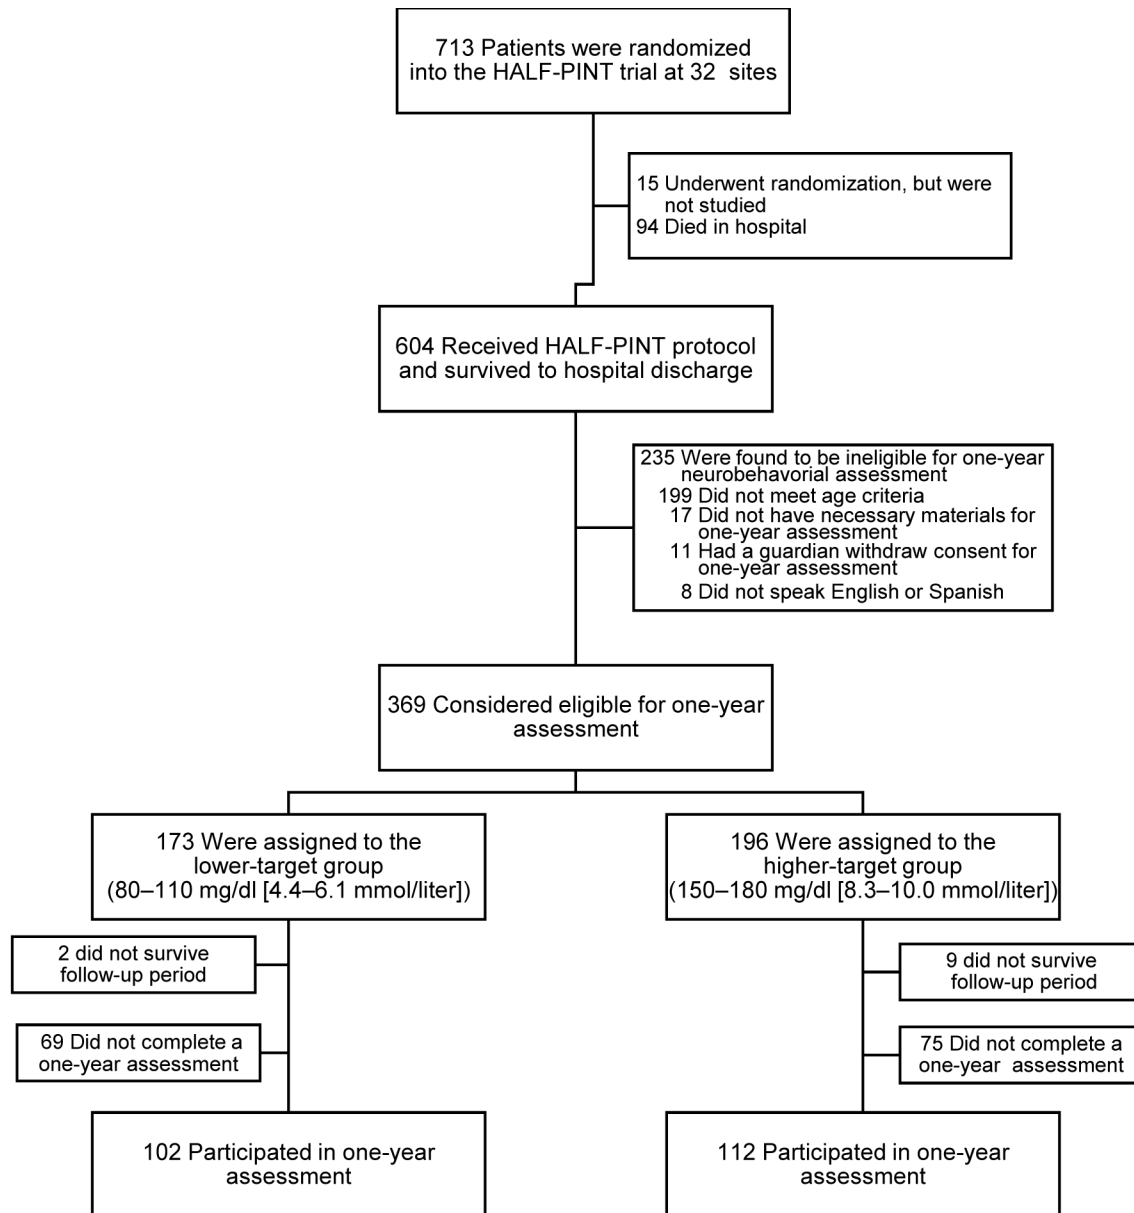 713 Patients were randomized
into the HALF-PINT trial at 32 sites
15 Underwent randomization, but were
not studied
94 Died in hospital
604 Received HALF-PINT protocol
and survived to hospital discharge
235 Were found to be ineligible for one-year
neurobehavorial assessment
199 Did not meet age criteria
17 Did not have necessary materials for
one-year assessment
11 Had a guardian withdraw consent for
one-year assessment
8 Did not speak English or Spanish
369 Considered eligible for one-year
assessment
173 Were assigned to the
lower-target group
(80–110 mg/dl [4.4–6.1 mmol/liter])
196 Were assigned to the
higher-target group
(150–180 mg/dl [8.3–10.0 mmol/liter])
2 did not survive
follow-up period
9 did not survive
follow-up period
69 Did not complete a
one-year assessment
75 Did not complete a
one-year assessment
102 Participated in one-year
assessment
112 Participated in one-year
assessment